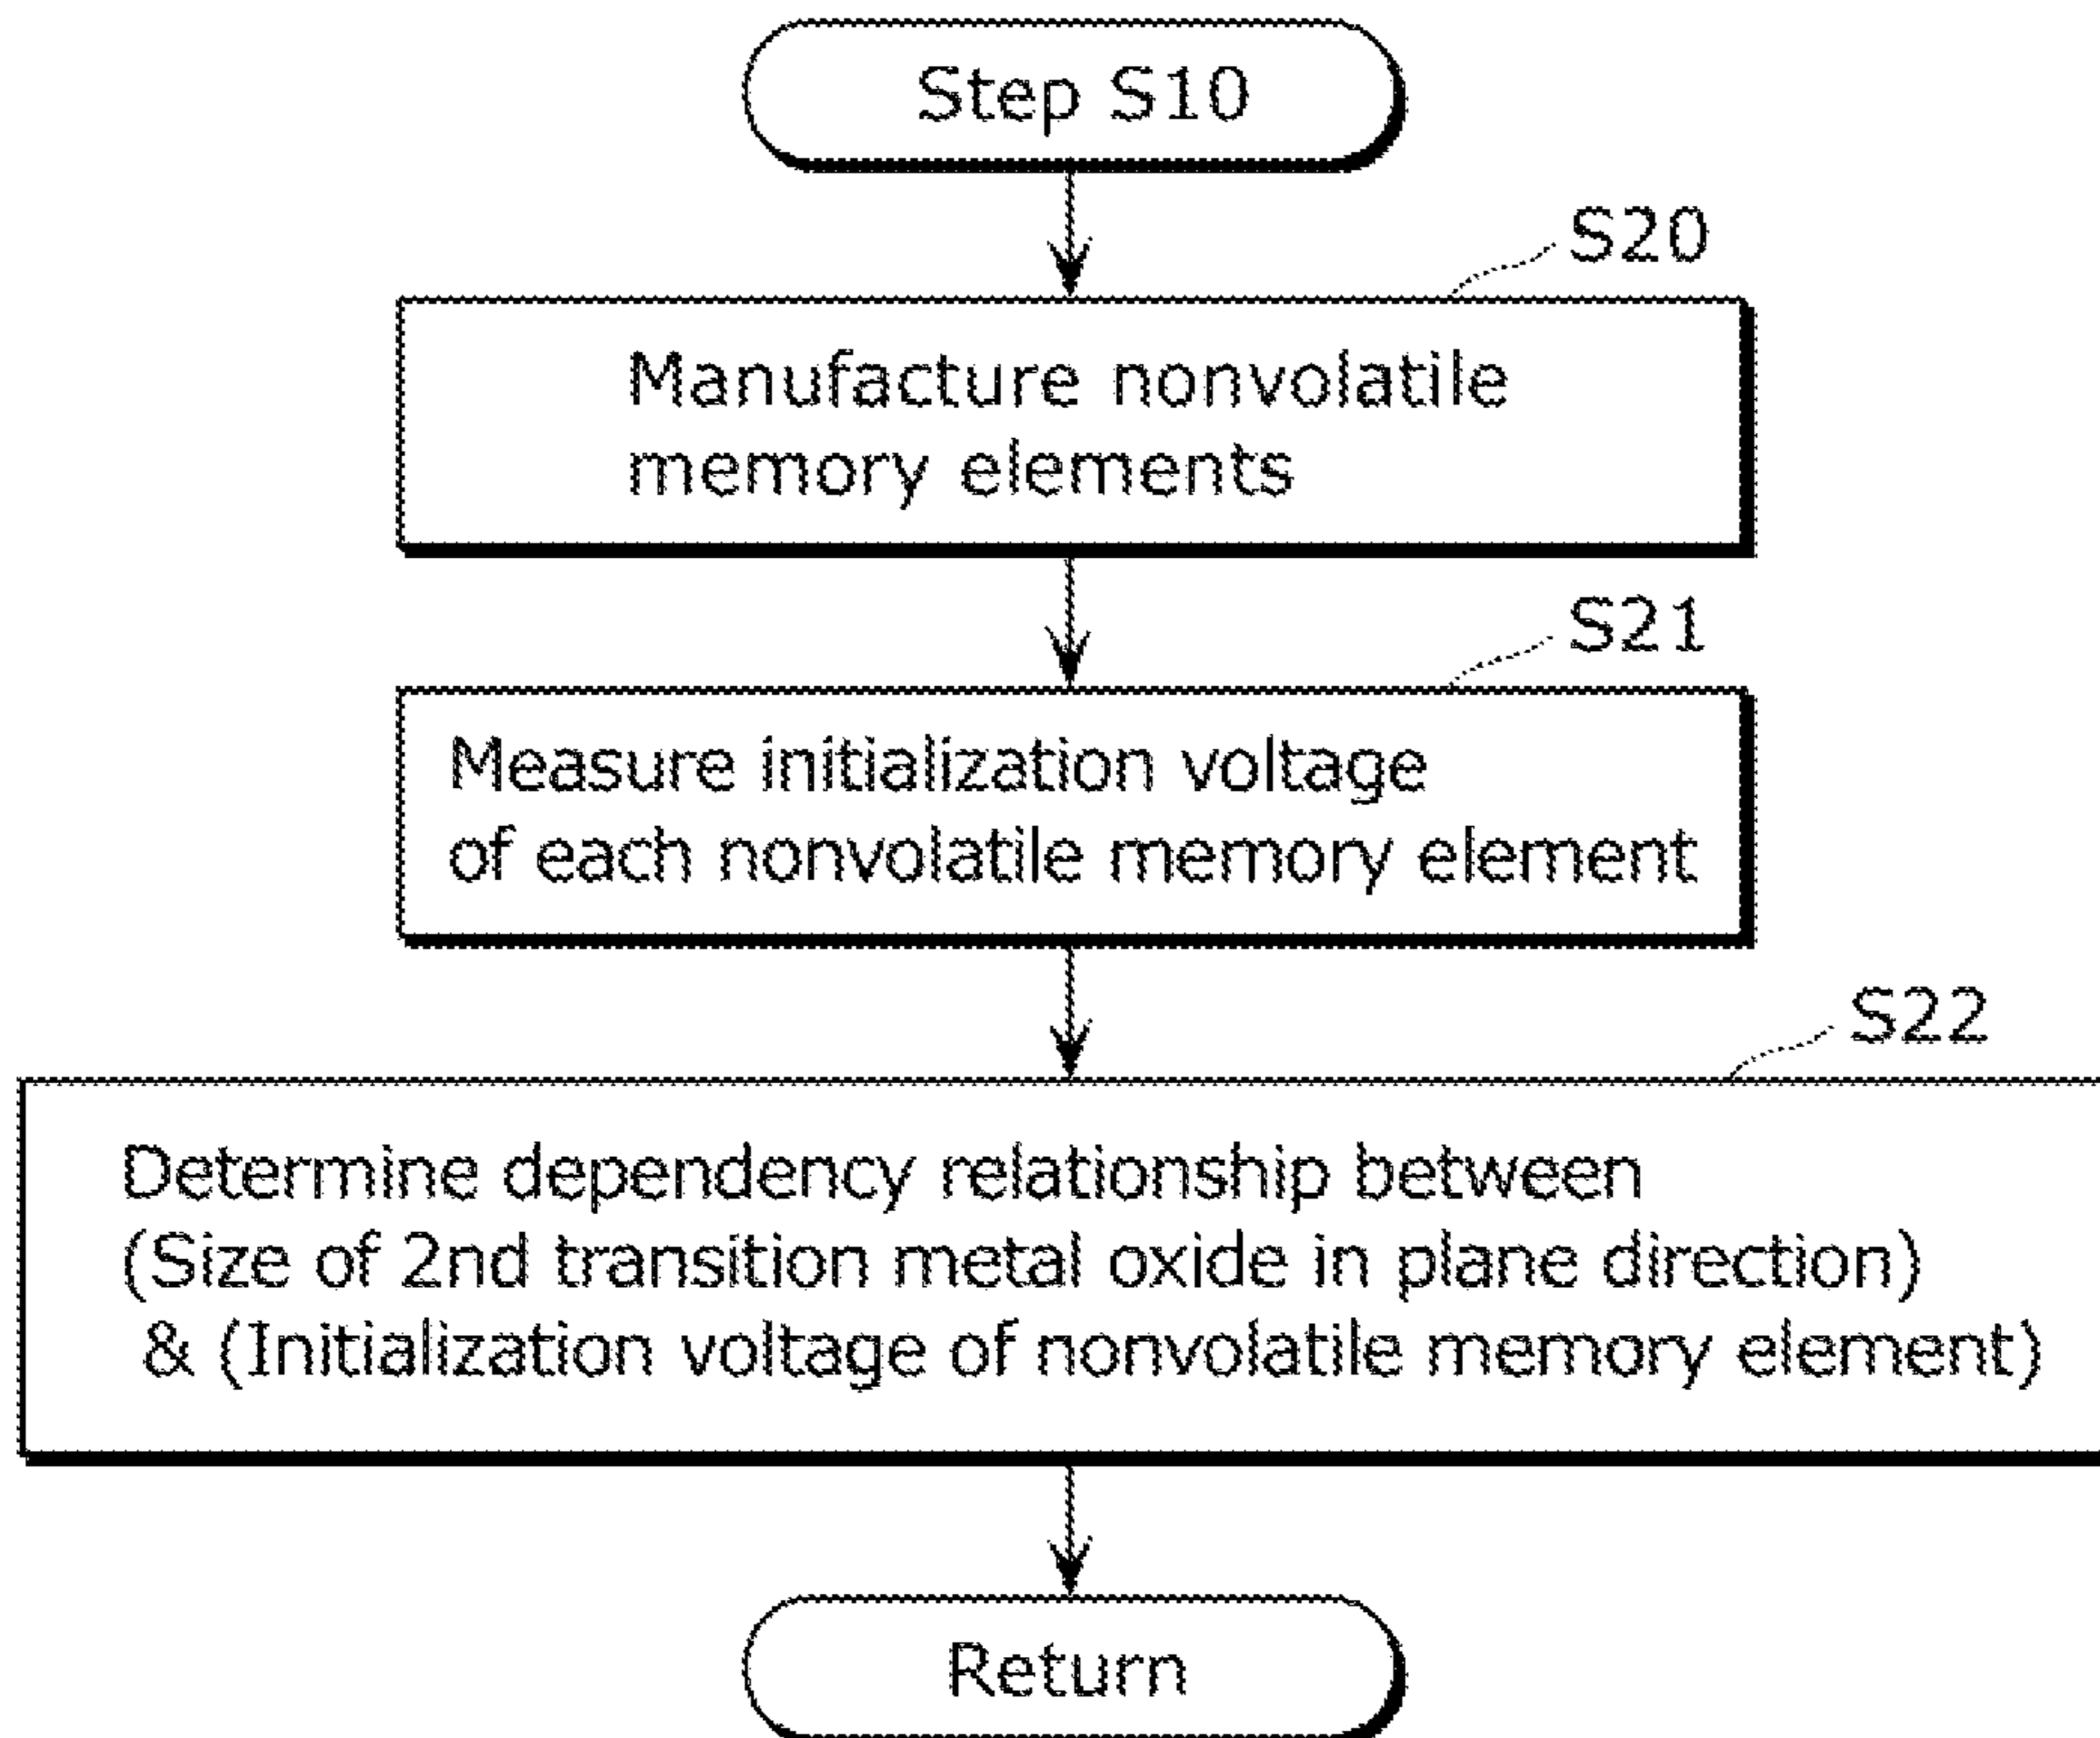 Step S10
S20
Manufacture nonvolatile
memory elements
S21
Measure initialization voltage
of each nonvolatile memory element
S22
Determine dependency relationship between
(Size of 2nd transition metal oxide in plane direction)
& (Initialization voltage of nonvolatile memory element)
Return